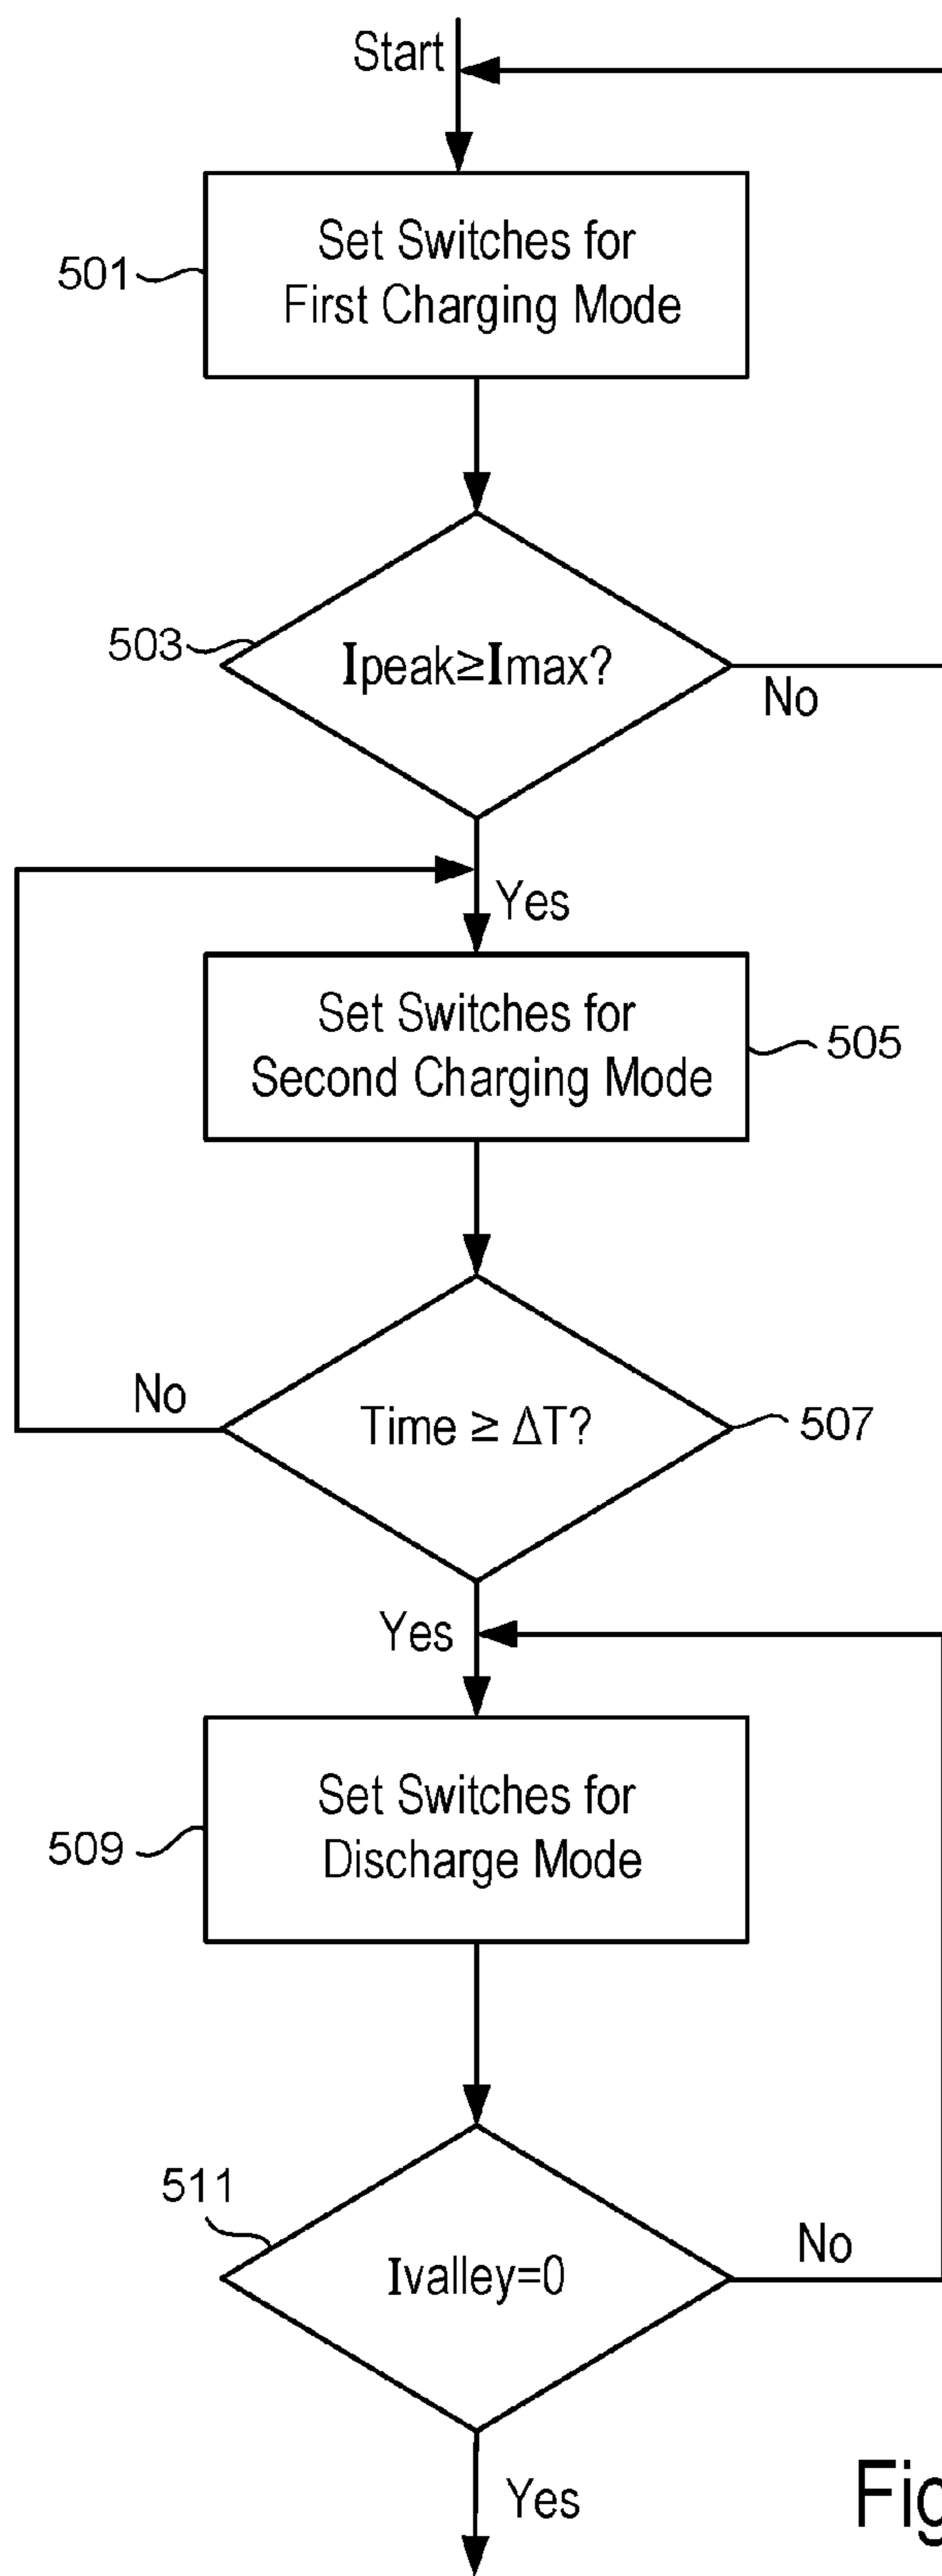 Start
501
Set Switches for
First Charging Mode
503
Ipeak≥Imax?
No
Yes
Set Switches for
Second Charging Mode
505
No
Time ≥ ΔT?
507
Yes
509
Set Switches for
Discharge Mode
511
Ivalley=0
No
Yes
Fig